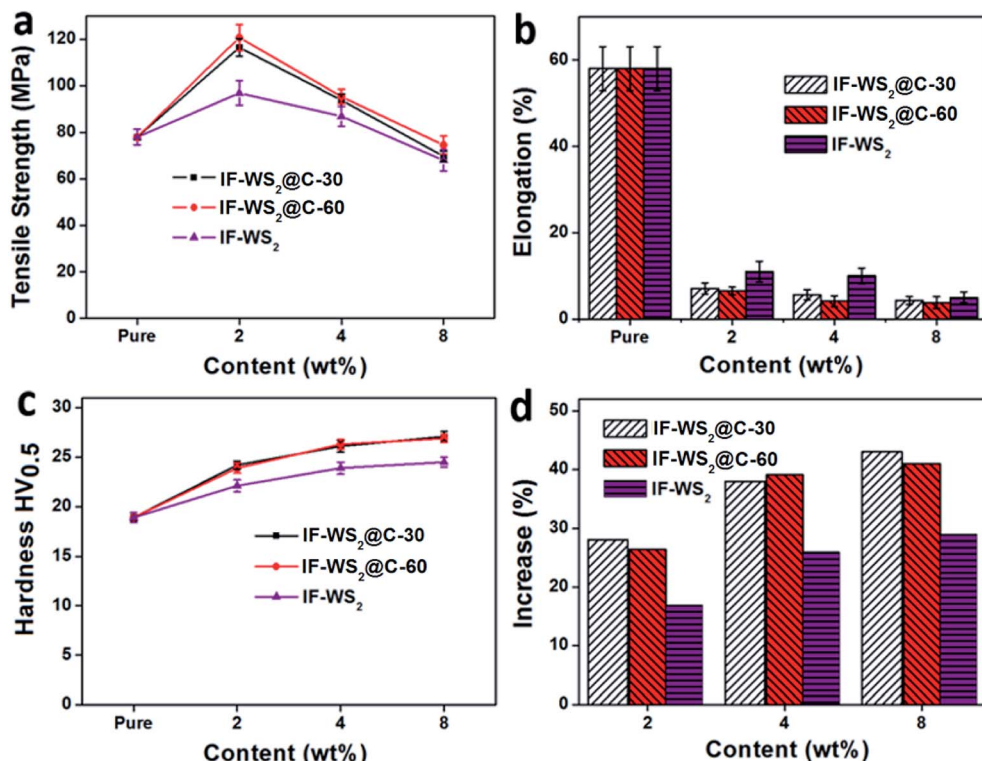 a
Tensile Strength (MPa)
120
100
80
60
40
20
0
IF-WS₂@C-30
IF-WS₂@C-60
IF-WS₂
Pure 2 4 8
Content (wt%)
b
Elongation (%)
60
40
20
0
IF-WS₂@C-30
IF-WS₂@C-60
IF-WS₂
Pure 2 4 8
Content (wt%)
c
Hardness HV0.5
30
25
20
15
10
5
0
IF-WS₂@C-30
IF-WS₂@C-60
IF-WS₂
Pure 2 4 8
Content (wt%)
d
Increase (%)
50
40
30
20
10
0
IF-WS₂@C-30
IF-WS₂@C-60
IF-WS₂
2 4 8
Content (wt%)